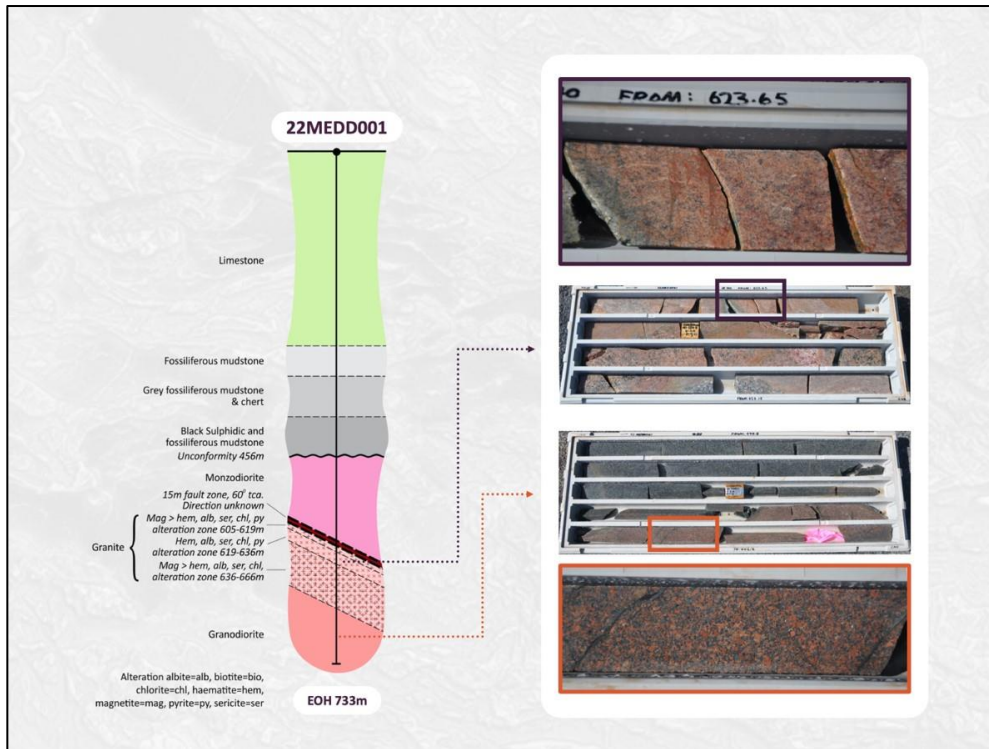 22MEDD001
Limestone
Fossiliferous mudstone
Grey fossiliferous mudstone
& chert
Black Sulphidic and
fossiliferous mudstone
Unconformity 456m
Monzodiorite
15m fault zone, 60° tca.
Direction unknown
Mag > hem, alb, ser, chl, py
alteration zone 605-619m
Granite
Hem, alb, ser, chl, py
alteration zone 619-636m
Mag > hem, alb, ser, chl,
alteration zone 636-666m
Granodiorite
Alteration albite=alb, biotite=bio,
chlorite=chl, haematite=hem,
magnetite=mag, pyrite=py, sericite=ser
EOH 733m
FROM: 623.65